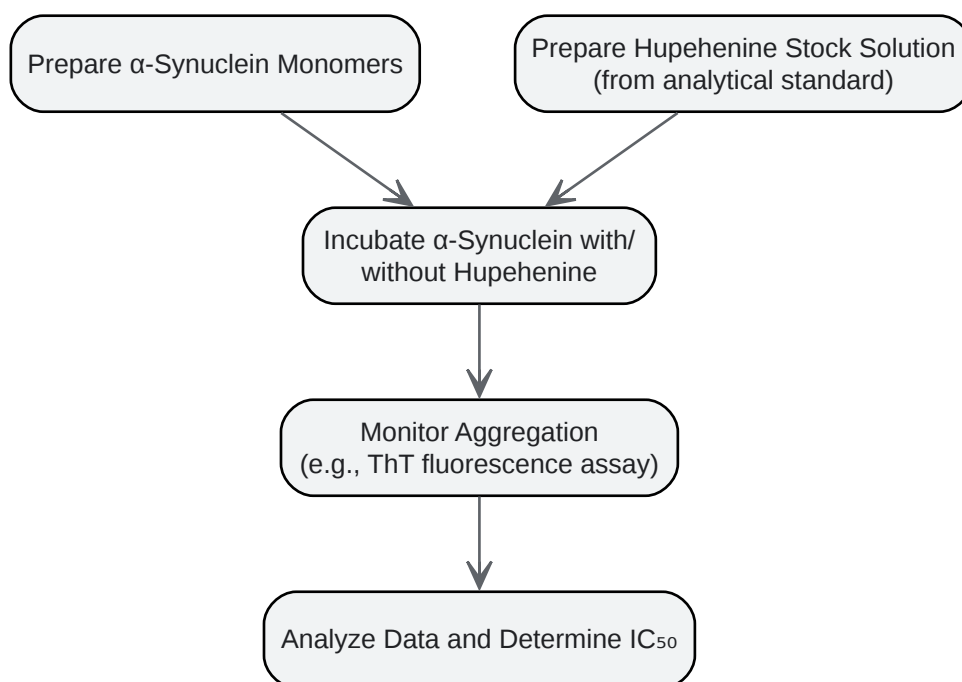 Prepare α-Synuclein Monomers
Prepare Hupehenine Stock Solution
(from analytical standard)
Incubate α-Synuclein with/
without Hupehenine
Monitor Aggregation
(e.g., ThT fluorescence assay)
Analyze Data and Determine IC₅₀